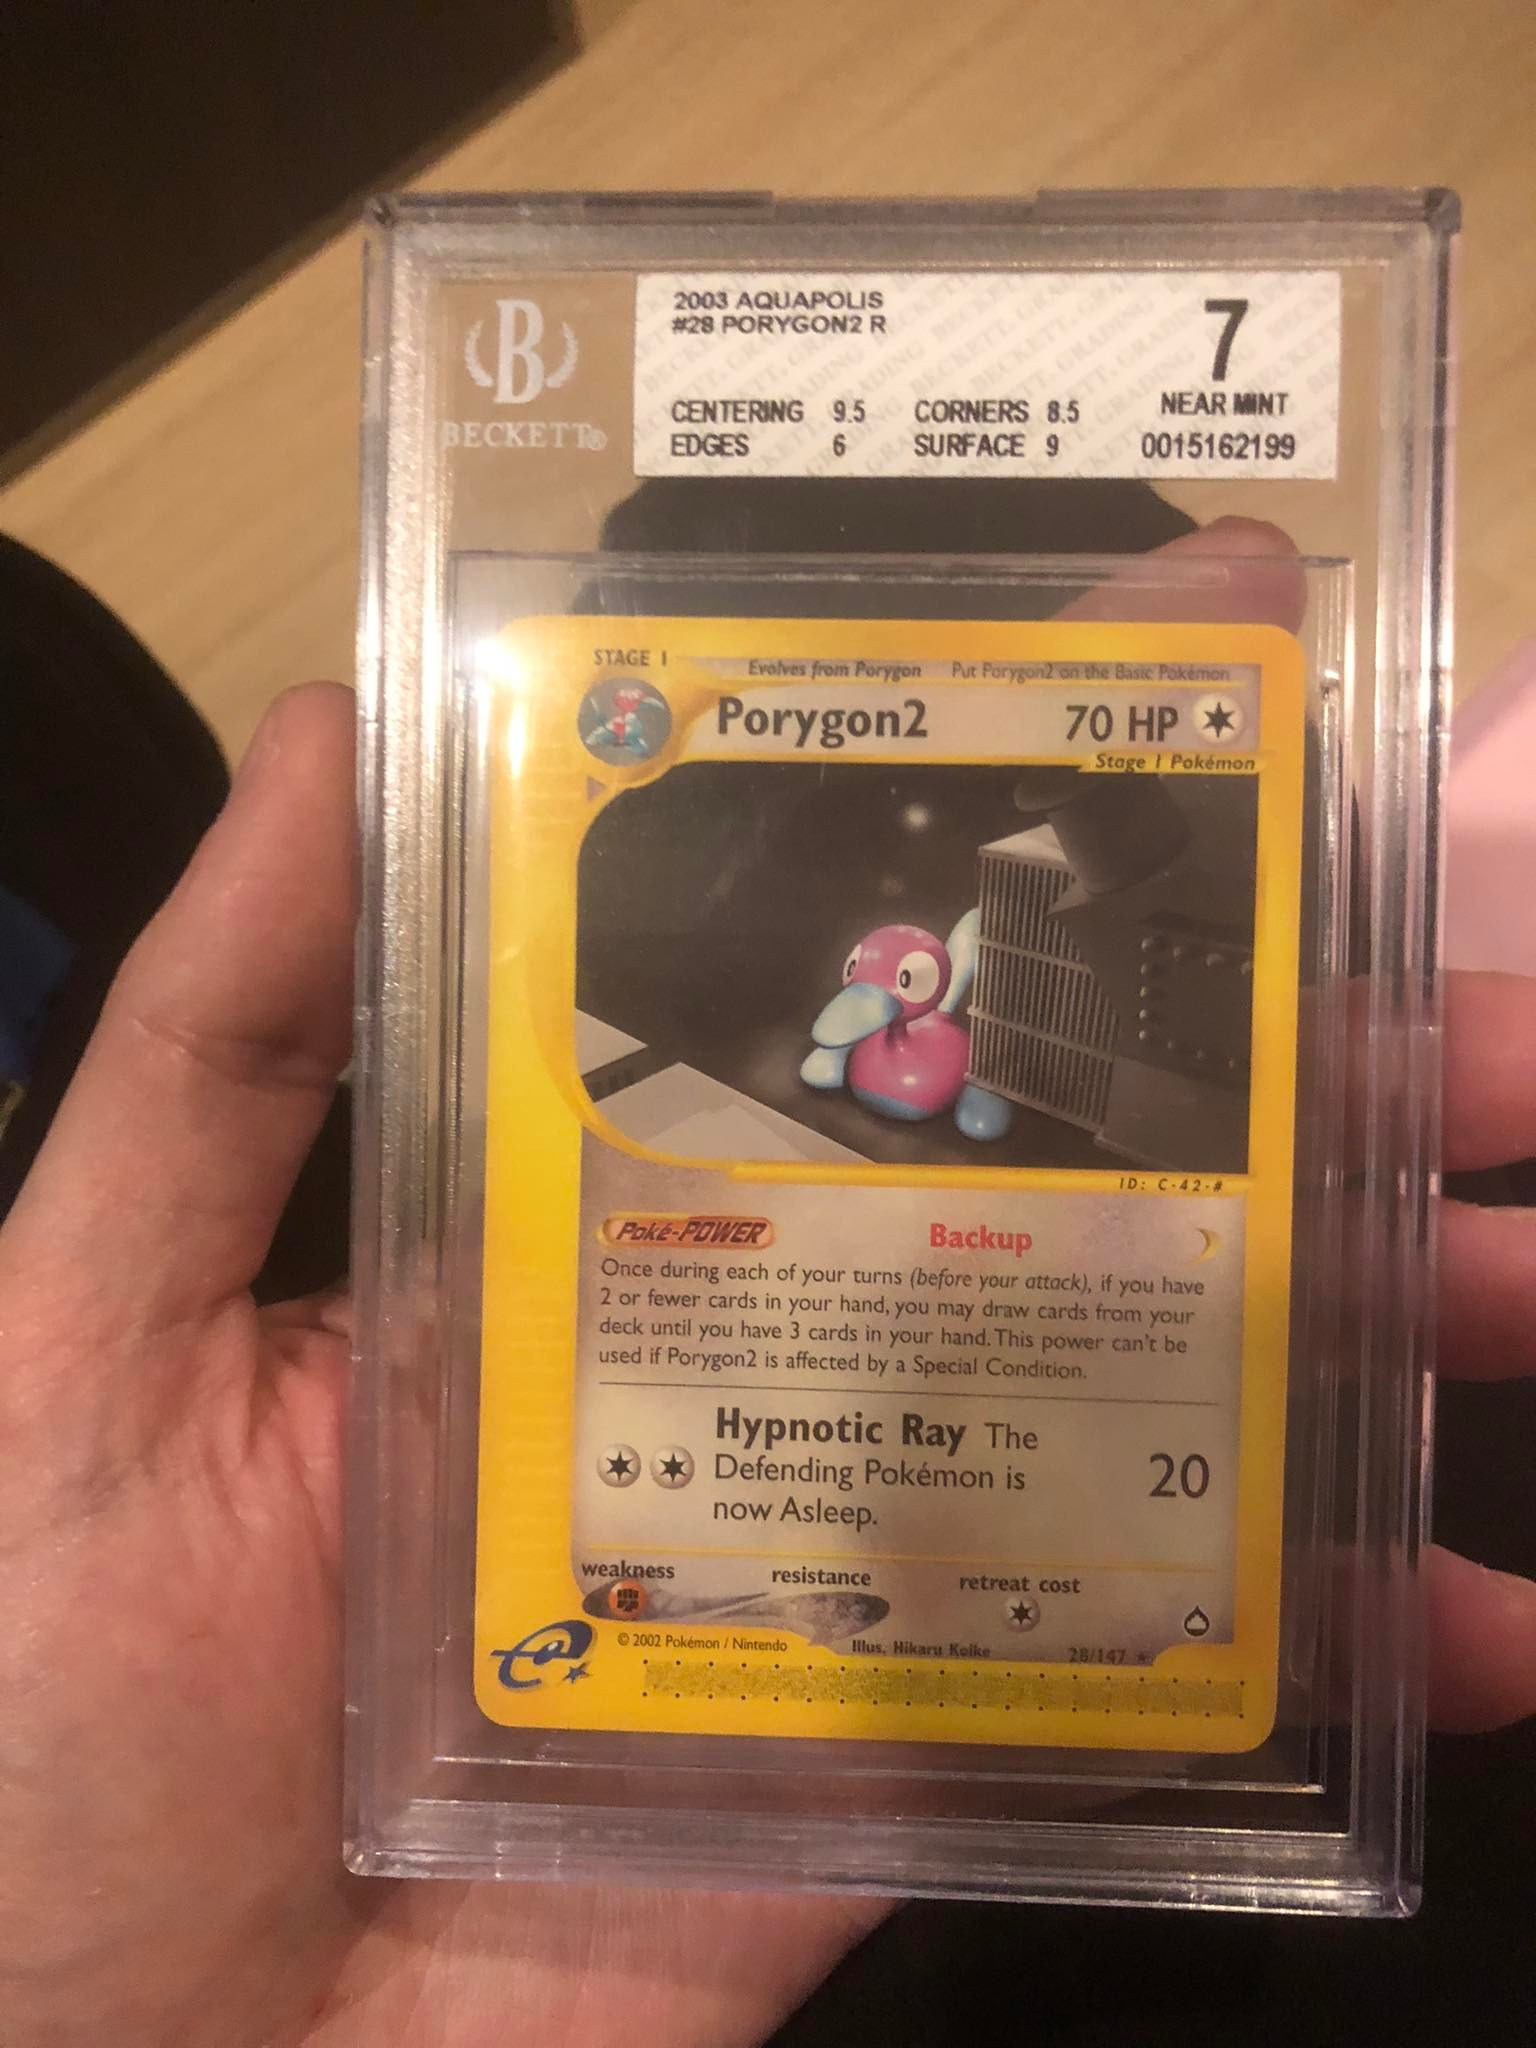 B
BECKETT®
2003 AQUAPOLIS
#28 PORYGON2 R
7
NEAR MINT
CENTERING 9.5 CORNERS 8.5
EDGES 6 SURFACE 9
0015162199
STAGE 1
Evolves from Porygon Put Porygon2 on the Basic Pokémon
Porygon2 70 HP
Stage 1 Pokémon
ID: C-42-#
Poké-POWER Backup
Once during each of your turns (before your attack), if you have
2 or fewer cards in your hand, you may draw cards from your
deck until you have 3 cards in your hand. This power can't be
used if Porygon2 is affected by a Special Condition.
Hypnotic Ray The
Defending Pokémon is
now Asleep.
20
weakness resistance retreat cost
e
© 2002 Pokémon / Nintendo Illus. Hikaru Koike 28/147 ★